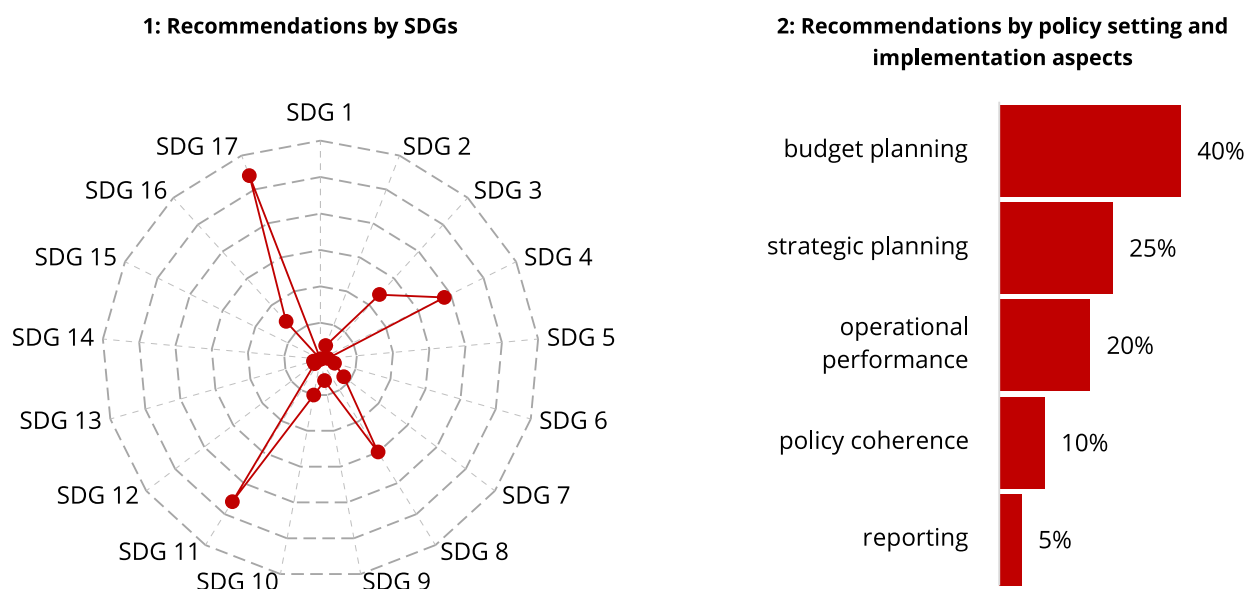 1: Recommendations by SDGs
SDG 1
SDG 2
SDG 3
SDG 4
SDG 5
SDG 6
SDG 7
SDG 8
SDG 9
SDG 10
SDG 11
SDG 12
SDG 13
SDG 14
SDG 15
SDG 16
SDG 17
2: Recommendations by policy setting and
implementation aspects
budget planning 40%
strategic planning 25%
operational
performance 20%
policy coherence 10%
reporting 5%